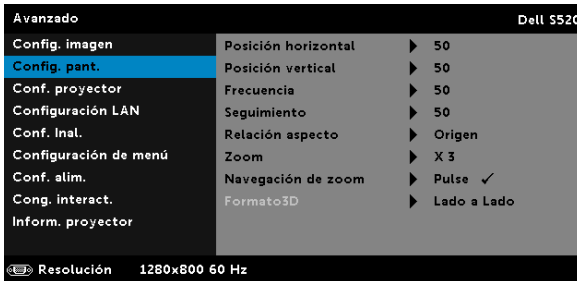 Avanzado Dell S520
Config. imagen Posición horizontal 50
Config. pant. Posición vertical 50
Conf. proyector Frecuencia 50
Configuración LAN Seguimiento 50
Conf. Inal. Relación aspecto Origen
Configuración de menú Zoom X 3
Conf. alim. Navegación de zoom Pulse ✓
Cong. interact. Formato3D Lado a Lado
Inform. proyector
Resolución 1280x800 60 Hz